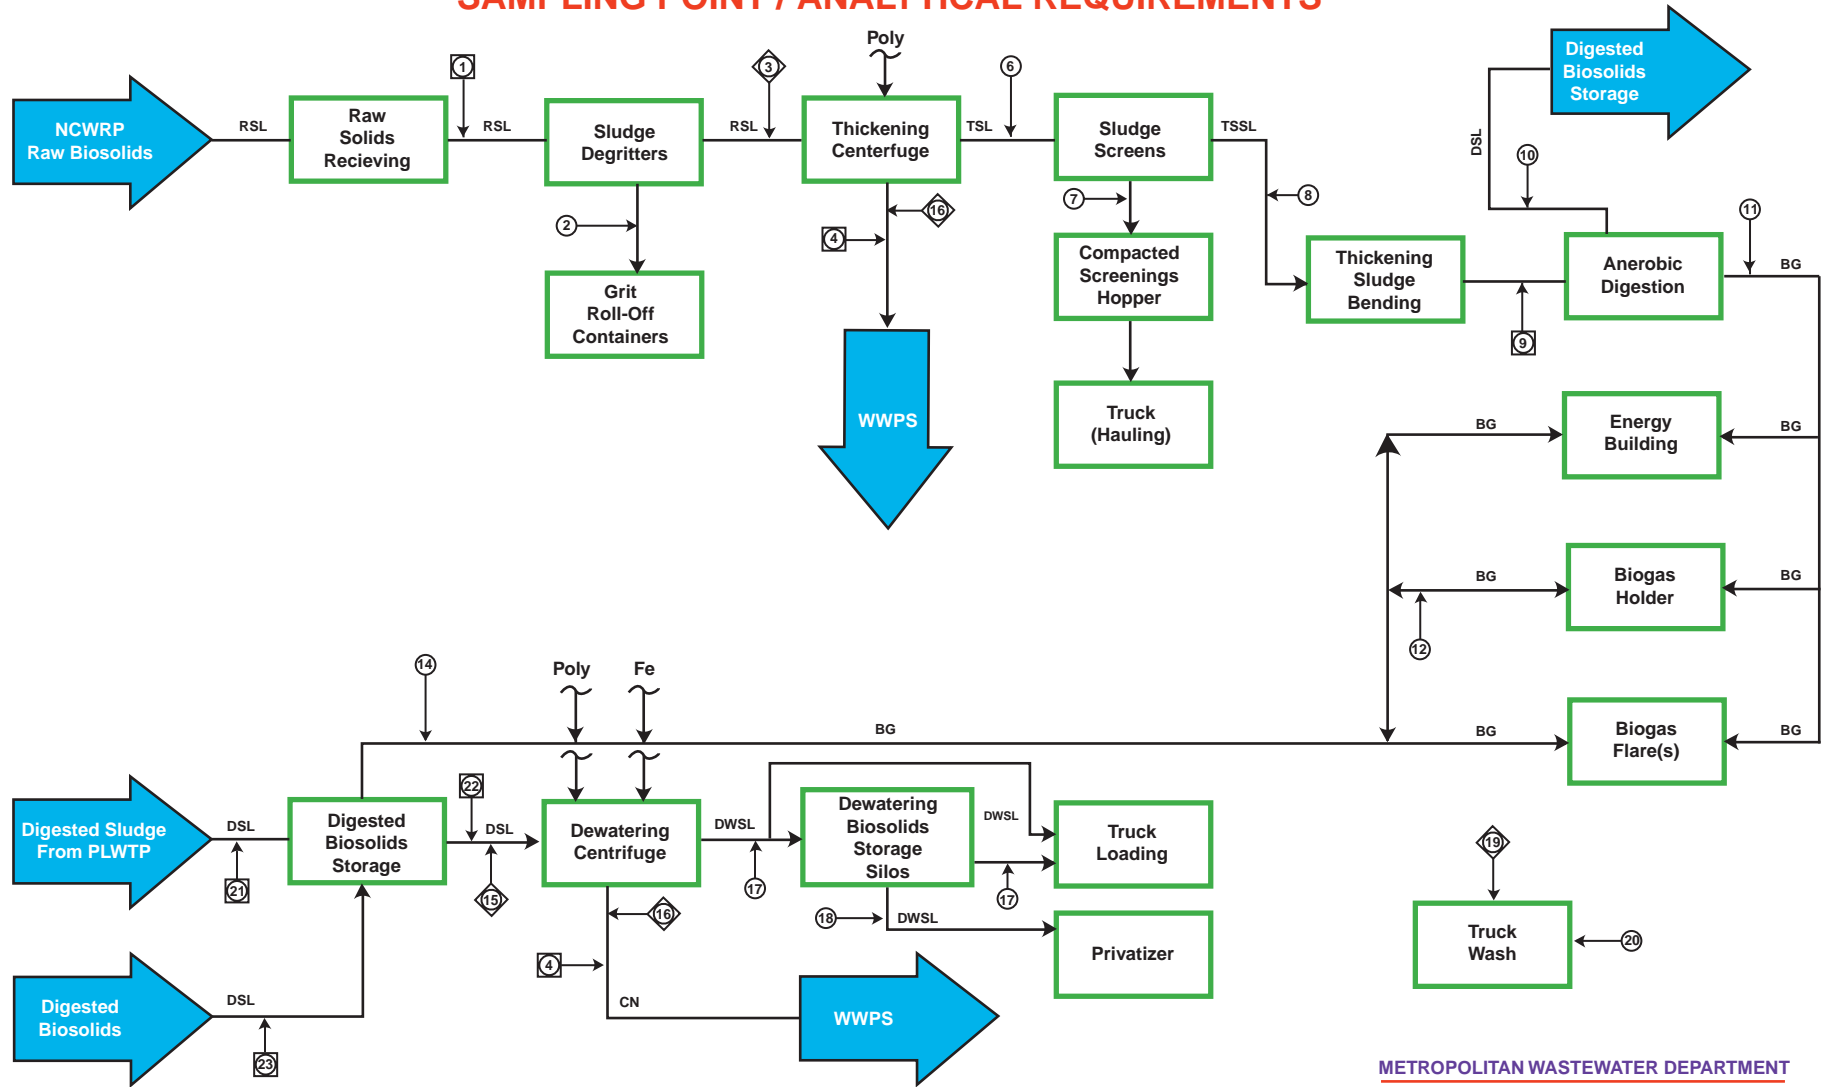 SAMPLING POINT / ANALYTICAL REQUIREMENTS
Poly
1
3
6
NCWRP
Raw Biosolids
RSL
Raw
Solids
Recieving
RSL
Sludge
Degritters
RSL
Thickening
Centerfuge
TSL
Sludge
Screens
TSSL
DSL
Digested
Biosolids
Storage
10
2
16
4
7
8
11
Grit
Roll-Off
Containers
Compacted
Screenings
Hopper
Thickening
Sludge
Bending
9
Anerobic
Digestion
BG
WWPS
Truck
(Hauling)
BG
Energy
Building
BG
BG
Biogas
Holder
BG
12
14
Poly
Fe
BG
BG
Biogas
Flare(s)
BG
Digested Sludge
From PLWTP
DSL
21
Digested
Biosolids
Storage
22
DSL
15
Dewatering
Centrifuge
DWSL
17
Dewatering
Biosolids
Storage
Silos
DWSL
17
Truck
Loading
16
18
DWSL
Privatizer
19
Truck
Wash
20
4
CN
WWPS
Digested
Biosolids
DSL
23
METROPOLITAN WASTEWATER DEPARTMENT